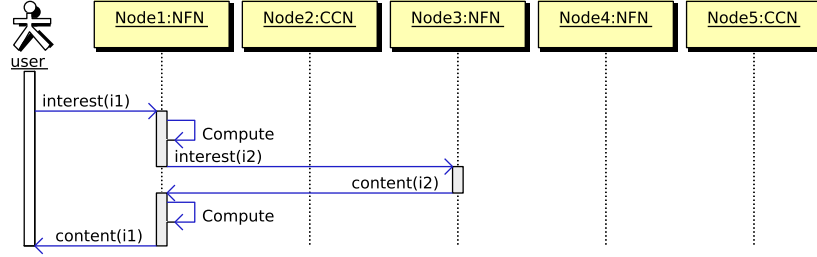 Node1:NFN
Node2:CCN
Node3:NFN
Node4:NFN
Node5:CCN
user
interest(i1)
Compute
interest(i2)
content(i2)
Compute
content(i1)